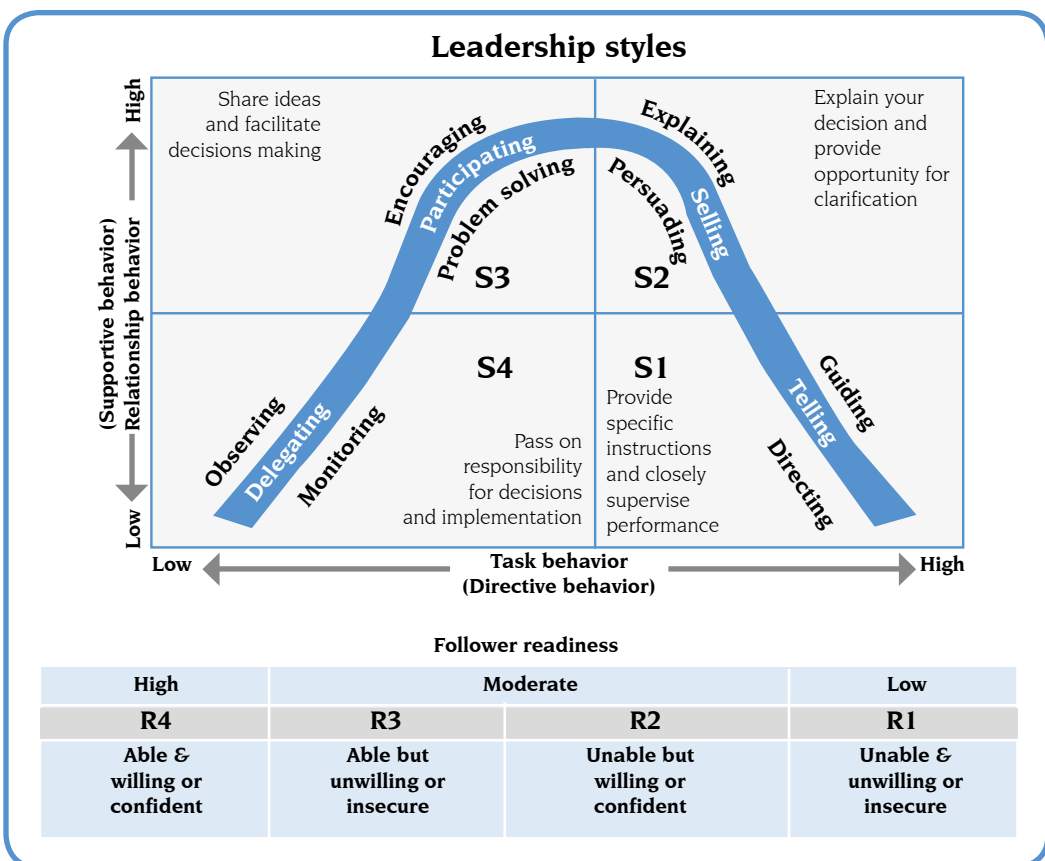 Leadership styles
High
(Supportive behavior)
Relationship behavior
Low
Share ideas
and facilitate
decisions making
Encouraging
Participating
Problem solving
S3
Explaining
Selling
Persuading
S2
Explain your
decision and
provide
opportunity for
clarification
Observing
Delegating
Monitoring
S4
Pass on
responsibility
for decisions
and implementation
S1
Provide
specific
instructions
and closely
supervise
performance
Guiding
Telling
Directing
Low
Task behavior
(Directive behavior)
High
Follower readiness
High Moderate Low
R4 R3 R2 R1
Able &
willing or
confident
Able but
unwilling or
insecure
Unable but
willing or
confident
Unable &
unwilling or
insecure